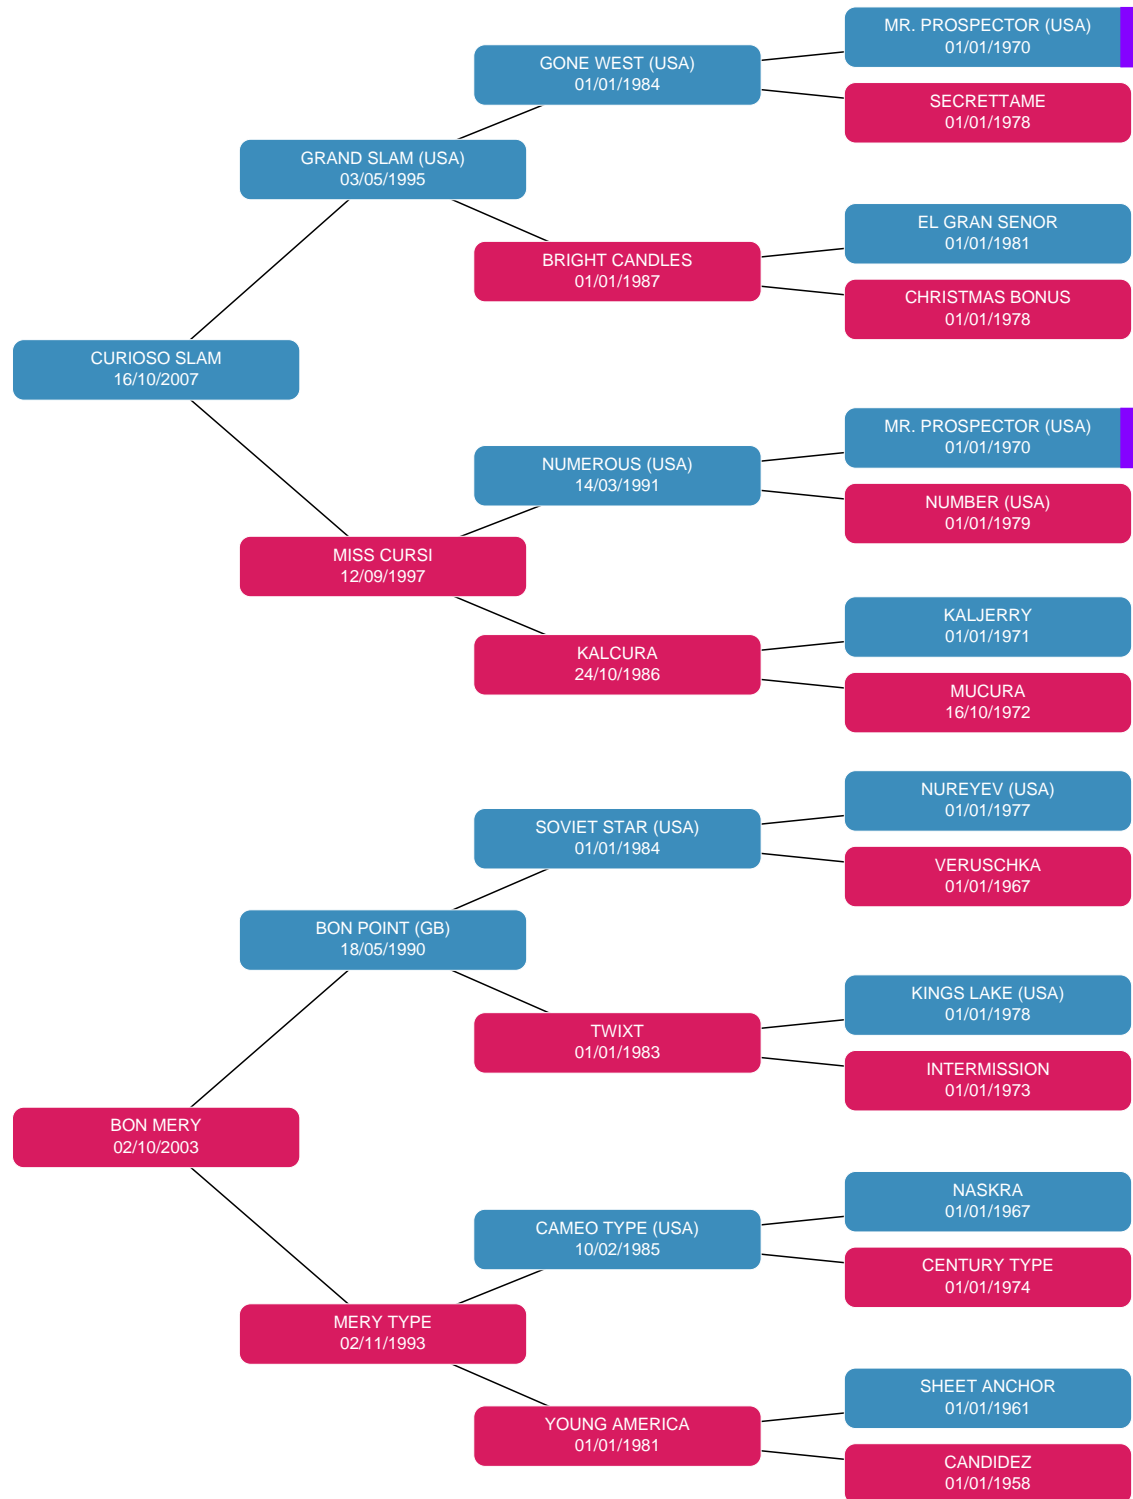 MR. PROSPECTOR (USA)
01/01/1970
GONE WEST (USA)
01/01/1984
SECRETTAME
01/01/1978
GRAND SLAM (USA)
03/05/1995
EL GRAN SENOR
01/01/1981
BRIGHT CANDLES
01/01/1987
CHRISTMAS BONUS
01/01/1978
CURIOSO SLAM
16/10/2007
MR. PROSPECTOR (USA)
01/01/1970
NUMEROUS (USA)
14/03/1991
NUMBER (USA)
01/01/1979
MISS CURSI
12/09/1997
KALJERRY
01/01/1971
KALCURA
24/10/1986
MUCURA
16/10/1972
NUREYEV (USA)
01/01/1977
SOVIET STAR (USA)
01/01/1984
VERUSCHKA
01/01/1967
BON POINT (GB)
18/05/1990
KINGS LAKE (USA)
01/01/1978
TWIXT
01/01/1983
INTERMISSION
01/01/1973
BON MERY
02/10/2003
NASKRA
01/01/1967
CAMEO TYPE (USA)
10/02/1985
CENTURY TYPE
01/01/1974
MERY TYPE
02/11/1993
SHEET ANCHOR
01/01/1961
YOUNG AMERICA
01/01/1981
CANDIDEZ
01/01/1958